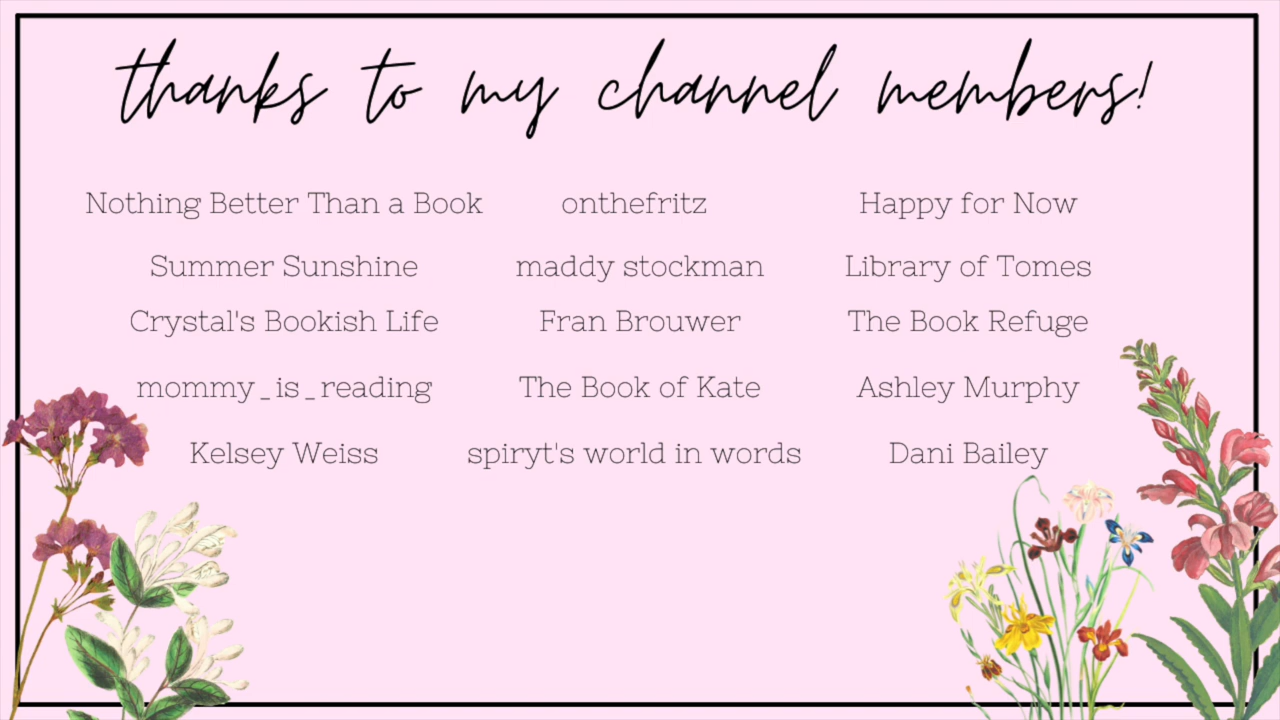 thanks to my channel members!
Nothing Better Than a Book onthefritz Happy for Now
Summer Sunshine maddy stockman Library of Tomes
Crystal's Bookish Life Fran Brouwer The Book Refuge
mommy_is_reading The Book of Kate Ashley Murphy
Kelsey Weiss spiryt's world in words Dani Bailey